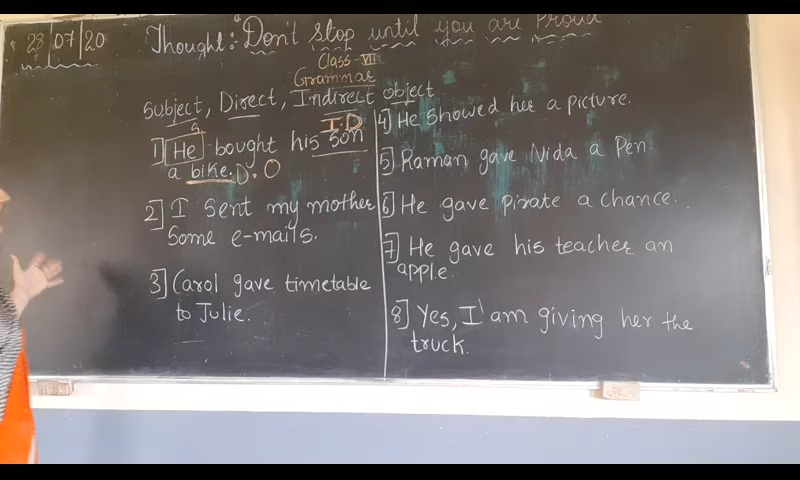 28 07 20
Thought:- "Don't stop until you are Proud
Class - VII
Grammar
Subject, Direct, Indirect object
1] He bought his son
S
I.D
a bike. D.O
2] I sent my mother
some e-mails.
3] Carol gave timetable
to Julie.
4] He showed her a picture.
5] Raman gave Nida a Pen
6] He gave pirate a chance.
7] He gave his teacher an
apple.
8] Yes, I am giving her the
truck.